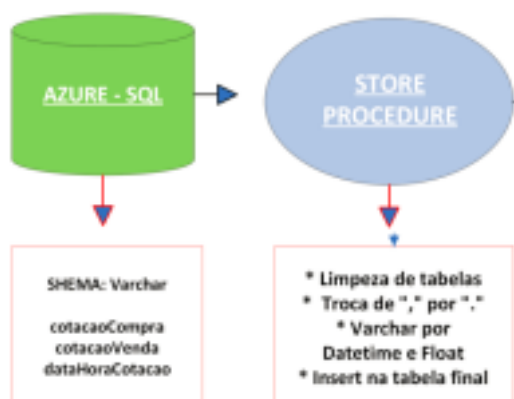 AZURE - SQL
STORE
PROCEDURE
SHEMA: Varchar
cotacaoCompra
cotacaoVenda
dataHoraCotacao
* Limpeza de tabelas
* Troca de "," por "."
* Varchar por
Datetime e Float
* Insert na tabela final